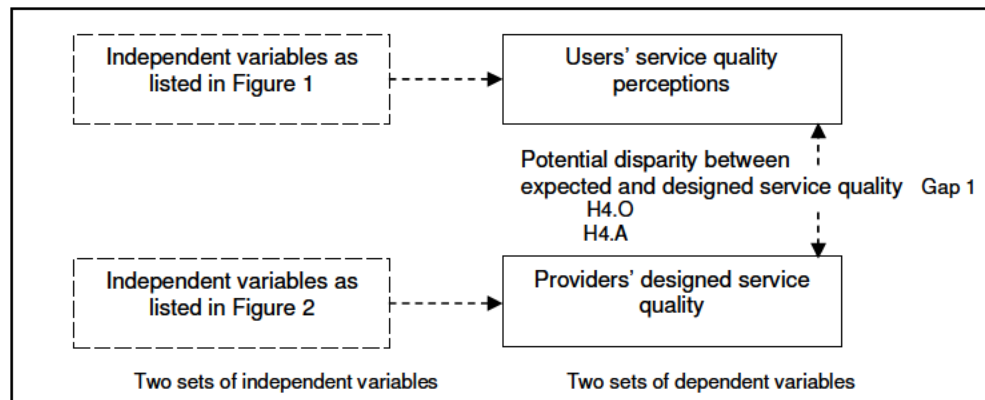 Independent variables as
listed in Figure 1
Users’ service quality
perceptions
Potential disparity between
expected and designed service quality Gap 1
H4.O
H4.A
Independent variables as
listed in Figure 2
Providers’ designed service
quality
Two sets of independent variables
Two sets of dependent variables